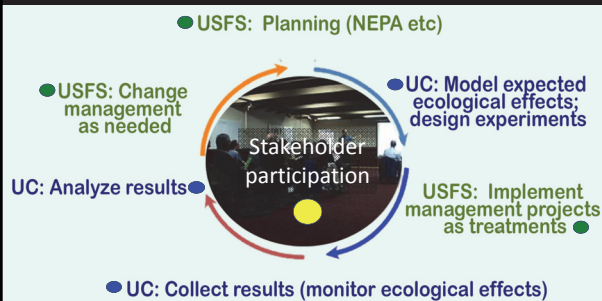 USFS: Planning (NEPA etc)
UC: Model expected
ecological effects;
design experiments
USFS: Implement
management projects
as treatments
UC: Collect results (monitor ecological effects)
UC: Analyze results
USFS: Change
management
as needed
Stakeholder
participation